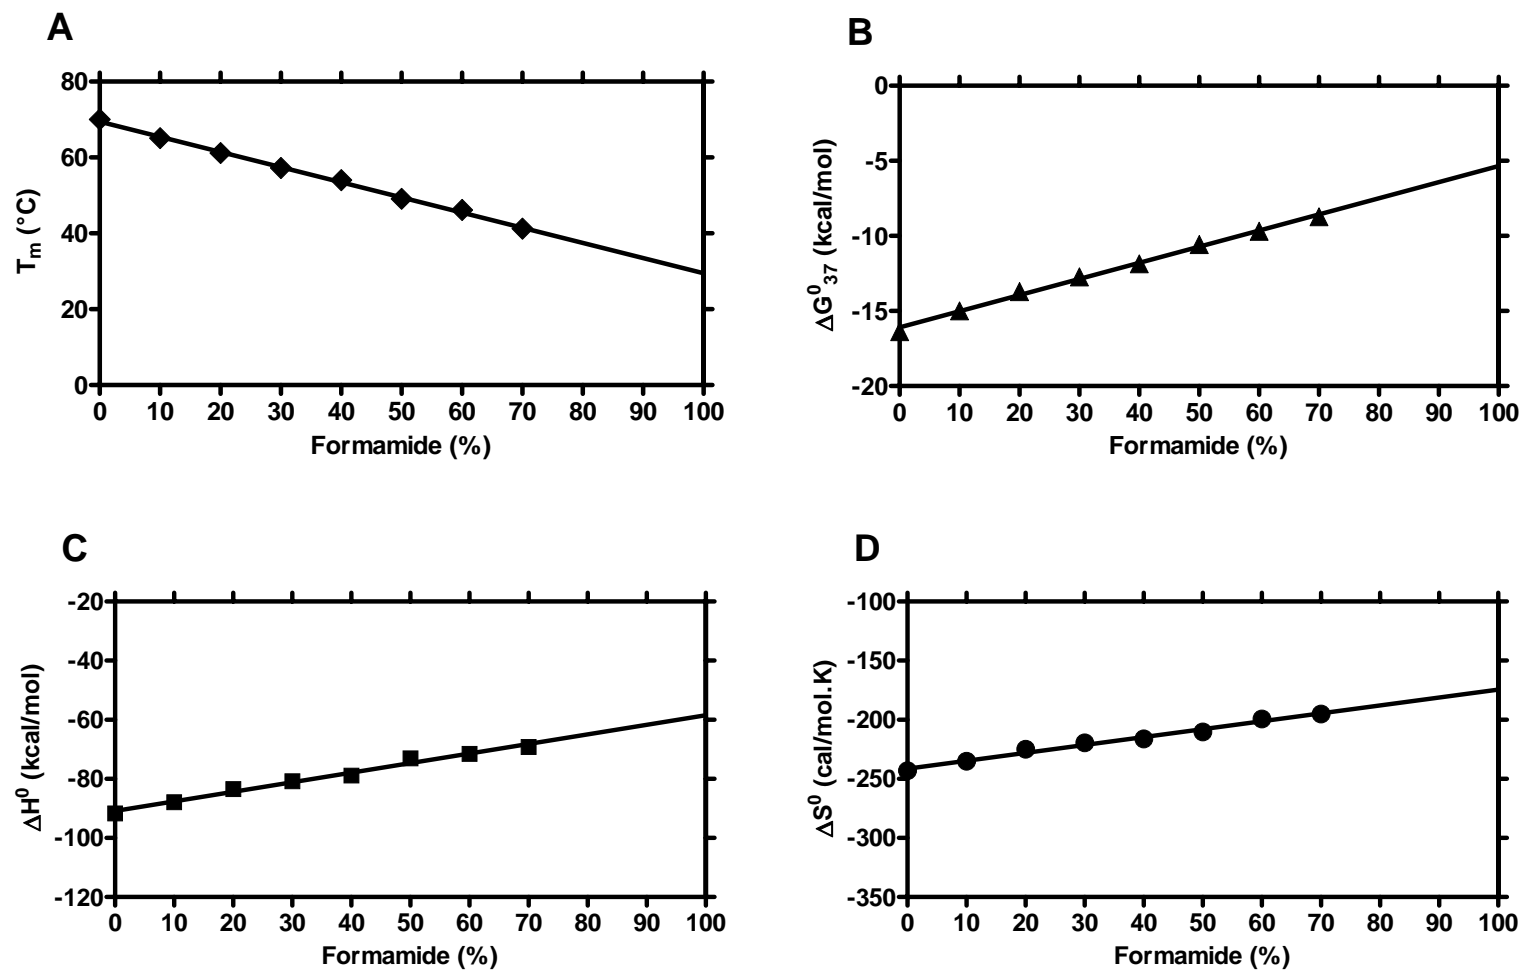 A
80
60
40
20
0
Tm (°C)
0 10 20 30 40 50 60 70 80 90 100
Formamide (%)
B
0
-5
-10
-15
-20
ΔG⁰₃₇ (kcal/mol)
0 10 20 30 40 50 60 70 80 90 100
Formamide (%)
C
-20
-40
-60
-80
-100
-120
ΔH⁰ (kcal/mol)
0 10 20 30 40 50 60 70 80 90 100
Formamide (%)
D
-100
-150
-200
-250
-300
-350
ΔS⁰ (cal/mol.K)
0 10 20 30 40 50 60 70 80 90 100
Formamide (%)